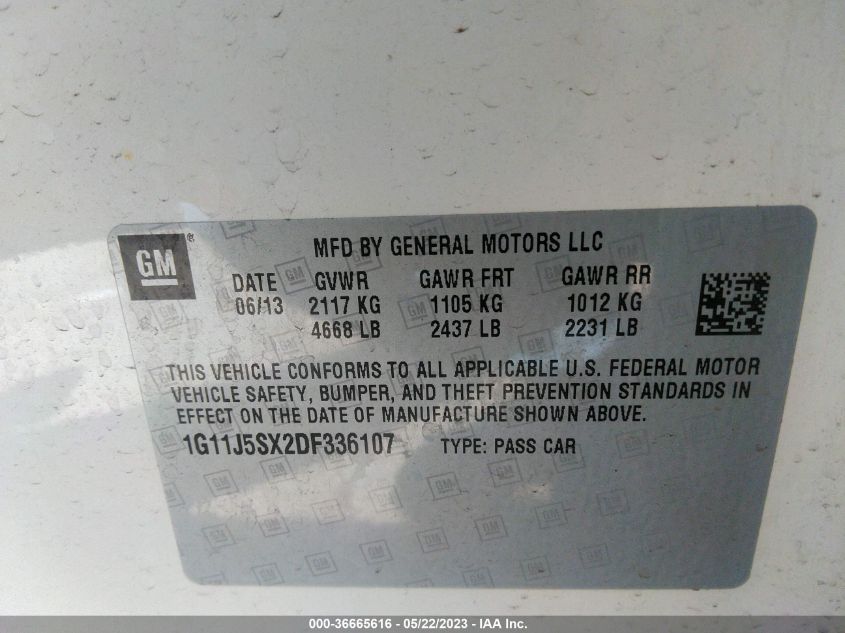 GM ®
MFD BY GENERAL MOTORS LLC
DATE GVWR GAWR FRT GAWR RR
06/13 2117 KG 1105 KG 1012 KG
4668 LB 2437 LB 2231 LB
THIS VEHICLE CONFORMS TO ALL APPLICABLE U.S. FEDERAL MOTOR
VEHICLE SAFETY, BUMPER, AND THEFT PREVENTION STANDARDS IN
EFFECT ON THE DATE OF MANUFACTURE SHOWN ABOVE.
1G11J5SX2DF336107 TYPE: PASS CAR
000-36665616 - 05/22/2023 - IAA Inc.